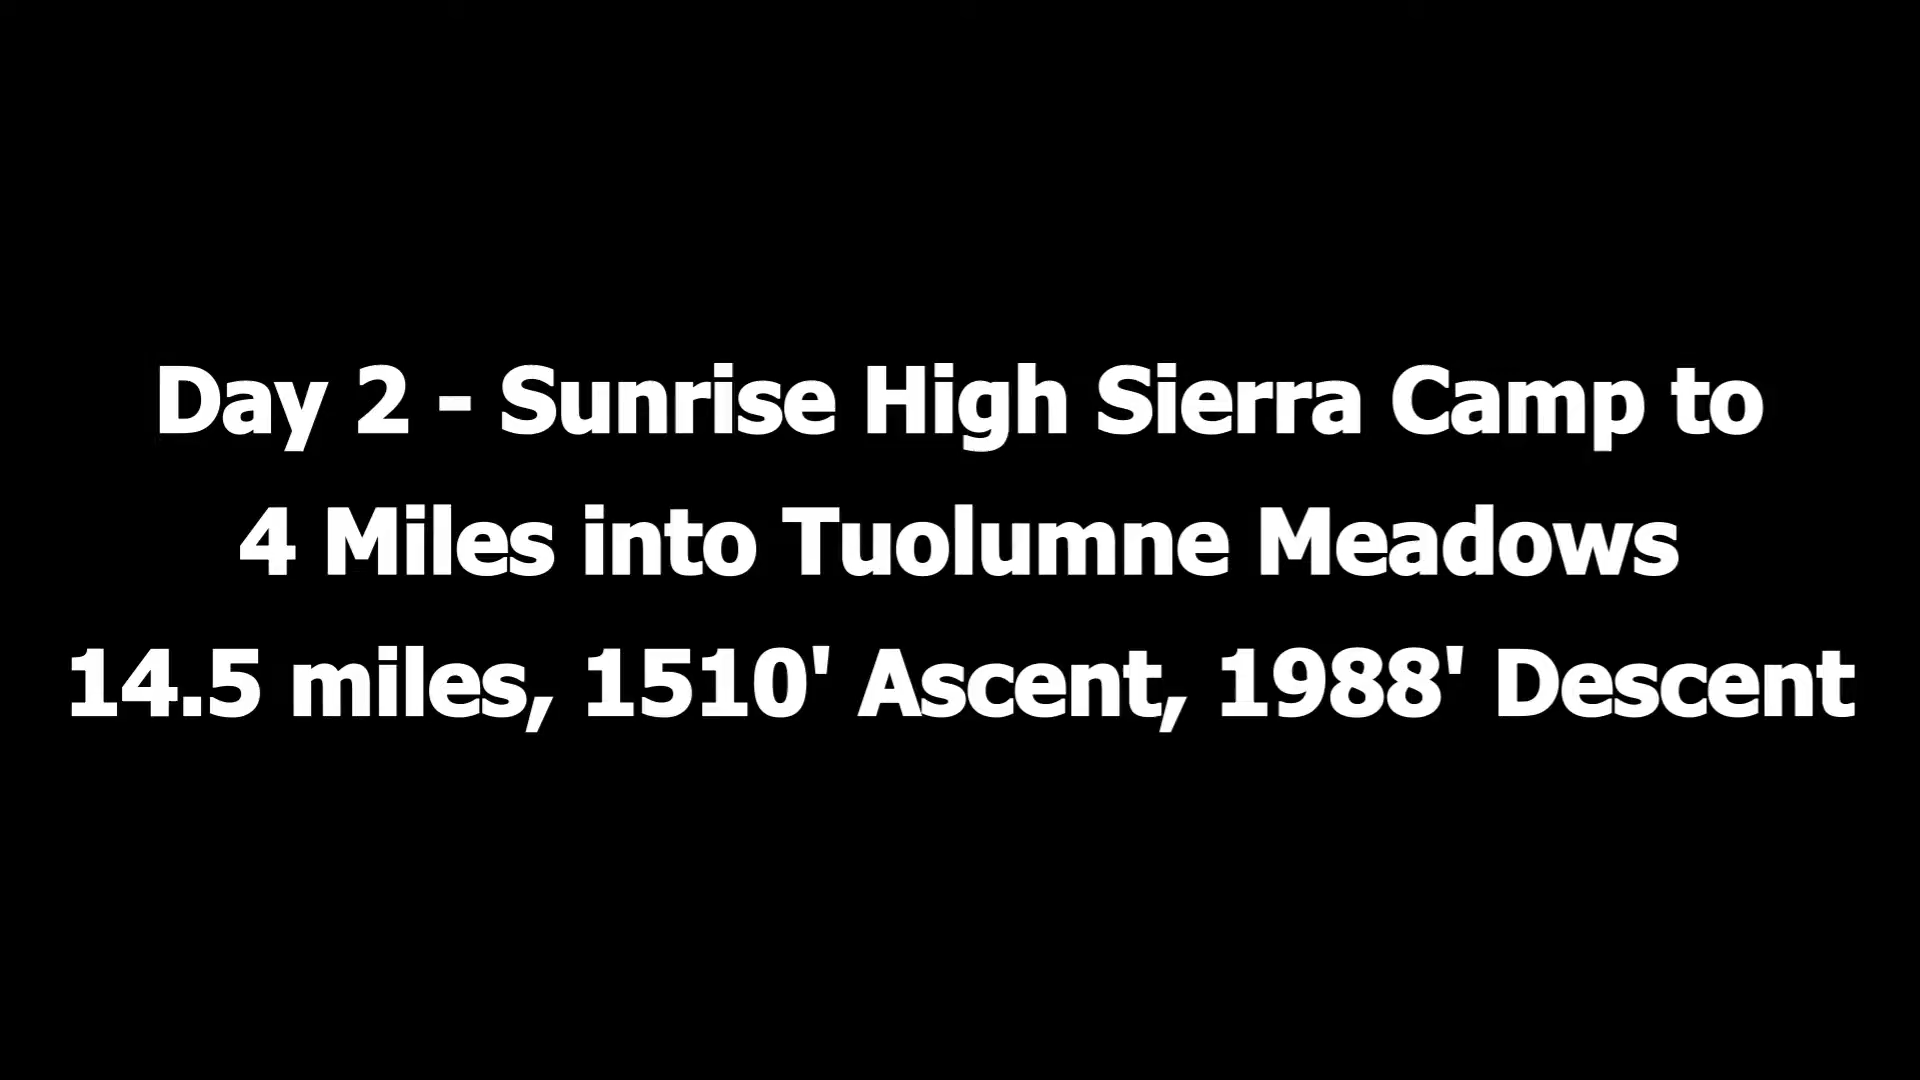 Day 2 - Sunrise High Sierra Camp to
4 Miles into Tuolumne Meadows
14.5 miles, 1510' Ascent, 1988' Descent